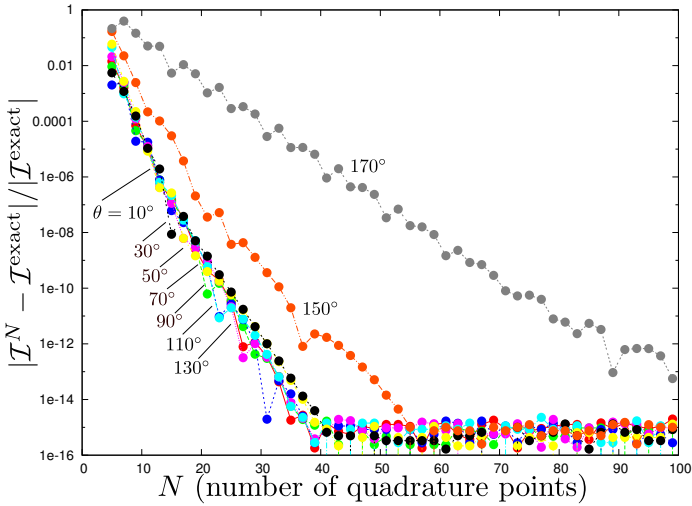 |𝓘^N − 𝓘^exact|/|𝓘^exact|
1
0.01
0.0001
1e-06
1e-08
1e-10
1e-12
1e-14
1e-16
170°
θ = 10°
30°
50°
70°
90°
110°
130°
150°
0 10 20 30 40 50 60 70 80 90 100
N (number of quadrature points)